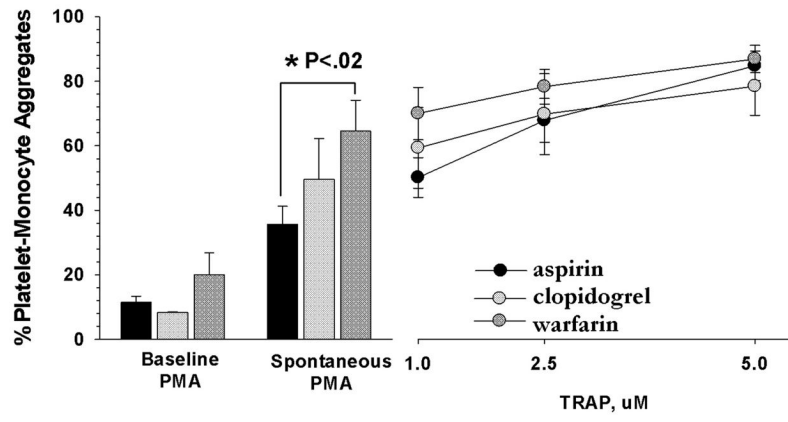 % Platelet-Monocyte Aggregates
100
80
60
40
20
0
* P<.02
Baseline
PMA
Spontaneous
PMA
aspirin
clopidogrel
warfarin
1.0
2.5
5.0
TRAP, uM